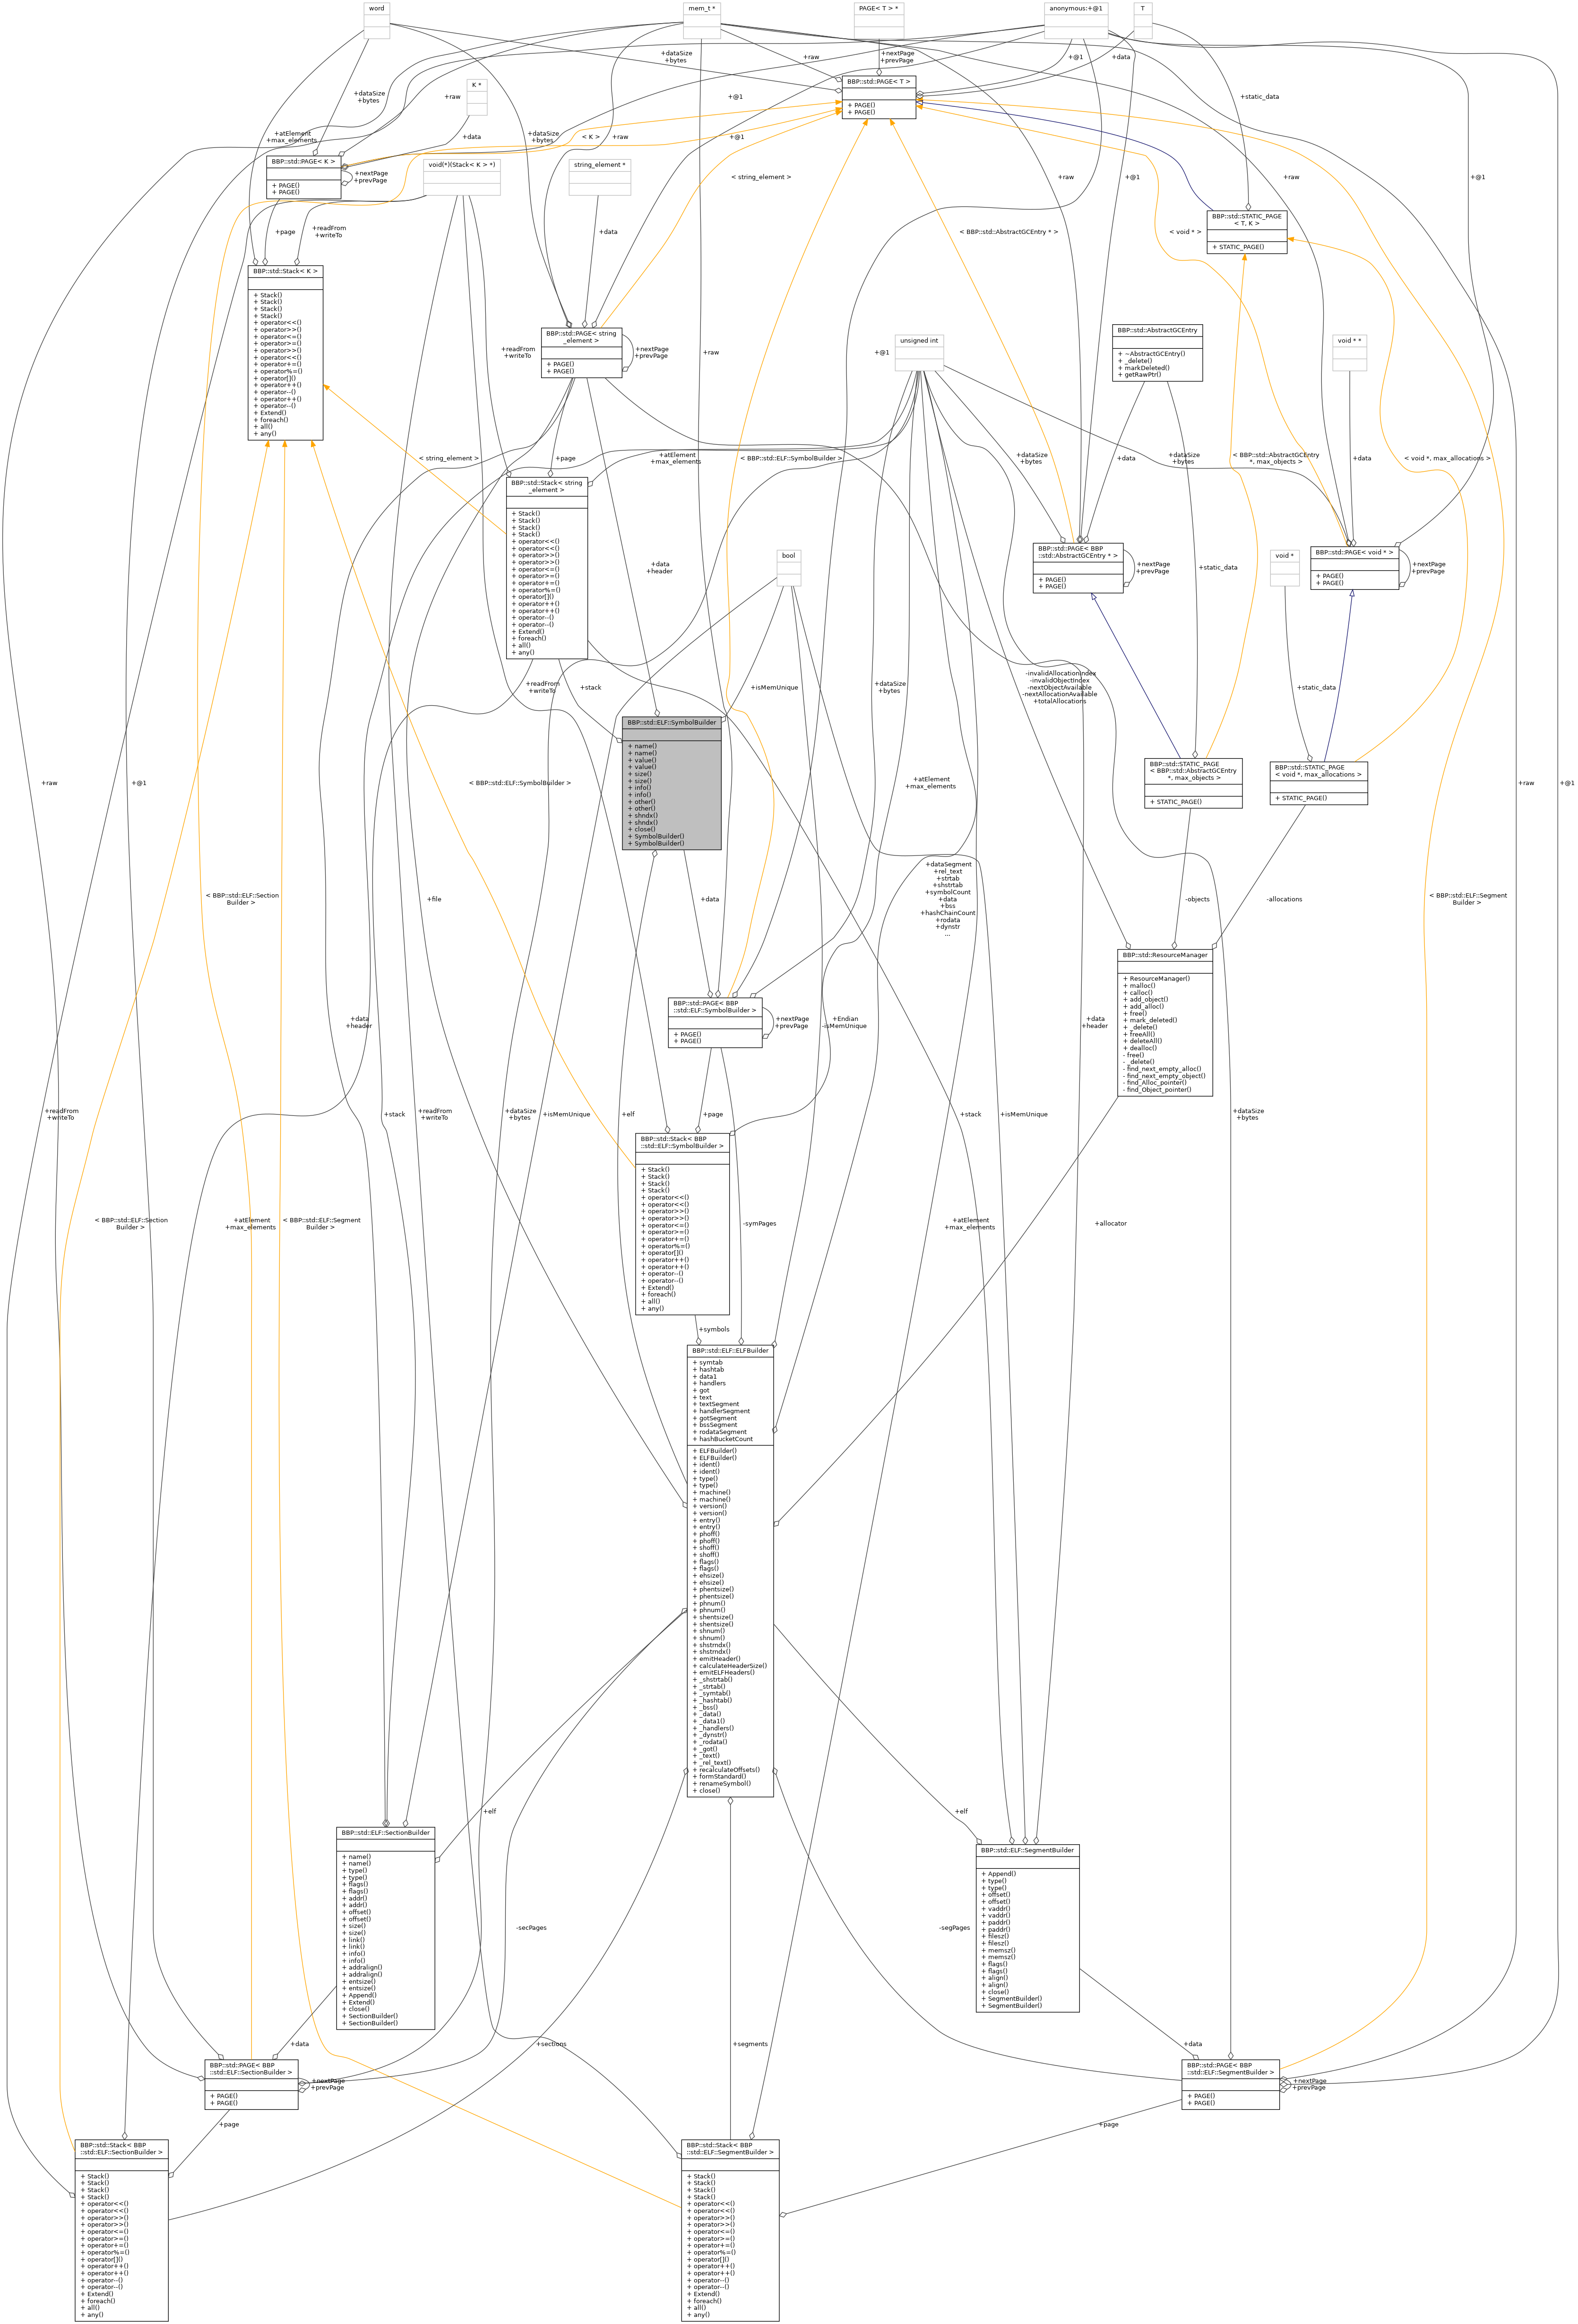 word
mem_t *
PAGE< T > *
anonymous:+@1
T
+dataSize
+bytes
+raw
+nextPage
+prevPage
+@1
+data
BBP::std::PAGE< T >
+ PAGE()
+ PAGE()
K *
+dataSize
+bytes
+raw
+@1
+static_data
+atElement
+max_elements
+data
+dataSize
+bytes
+raw
< K >
+@1
BBP::std::PAGE< K >
+ PAGE()
+ PAGE()
+nextPage
+prevPage
void(*)(Stack< K > *)
string_element *
< string_element >
+raw
+@1
+raw
+@1
BBP::std::STATIC_PAGE
< T, K >
+ STATIC_PAGE()
+page
+readFrom
+writeTo
+data
< BBP::std::AbstractGCEntry * >
< void * >
BBP::std::Stack< K >
+ Stack()
+ Stack()
+ Stack()
+ Stack()
+ operator<<()
+ operator>>()
+ operator<=()
+ operator>=()
+ operator>>()
+ operator<<()
+ operator+=()
+ operator%=()
+ operator[]()
+ operator++()
+ operator--()
+ operator++()
+ operator--()
+ Extend()
+ foreach()
+ all()
+ any()
BBP::std::PAGE< string
_element >
+ PAGE()
+ PAGE()
+nextPage
+prevPage
+readFrom
+writeTo
+raw
+@1
unsigned int
BBP::std::AbstractGCEntry
+ ~AbstractGCEntry()
+ _delete()
+ markDeleted()
+ getRawPtr()
void * *
< string_element >
+page
+atElement
+max_elements
< BBP::std::ELF::SymbolBuilder >
+dataSize
+bytes
+data
+dataSize
+bytes
< BBP::std::AbstractGCEntry
*, max_objects >
+data
< void *, max_allocations >
BBP::std::Stack< string
_element >
+ Stack()
+ Stack()
+ Stack()
+ Stack()
+ operator<<()
+ operator<<()
+ operator>>()
+ operator>>()
+ operator<=()
+ operator>=()
+ operator+=()
+ operator%=()
+ operator[]()
+ operator++()
+ operator++()
+ operator--()
+ operator--()
+ Extend()
+ foreach()
+ all()
+ any()
+data
+header
bool
BBP::std::PAGE< BBP
::std::AbstractGCEntry * >
+ PAGE()
+ PAGE()
+nextPage
+prevPage
+static_data
void *
BBP::std::PAGE< void * >
+ PAGE()
+ PAGE()
+nextPage
+prevPage
+readFrom
+writeTo
+stack
+isMemUnique
+dataSize
+bytes
-invalidAllocationIndex
-invalidObjectIndex
-nextObjectAvailable
-nextAllocationAvailable
+totalAllocations
+static_data
BBP::std::ELF::SymbolBuilder
+ name()
+ name()
+ value()
+ value()
+ size()
+ size()
+ info()
+ info()
+ other()
+ other()
+ shndx()
+ shndx()
+ close()
+ SymbolBuilder()
+ SymbolBuilder()
BBP::std::STATIC_PAGE
< BBP::std::AbstractGCEntry
*, max_objects >
+ STATIC_PAGE()
BBP::std::STATIC_PAGE
< void *, max_allocations >
+ STATIC_PAGE()
+raw
+@1
< BBP::std::ELF::SymbolBuilder >
+atElement
+max_elements
+raw
+@1
< BBP::std::ELF::Section
Builder >
+file
+data
+dataSegment
+rel_text
+strtab
+shstrtab
+symbolCount
+data
+bss
+hashChainCount
+rodata
+dynstr
...
-objects
-allocations
< BBP::std::ELF::Segment
Builder >
BBP::std::ResourceManager
+ ResourceManager()
+ malloc()
+ calloc()
+ add_object()
+ add_alloc()
+ free()
+ mark_deleted()
+ _delete()
+ freeAll()
+ deleteAll()
+ dealloc()
- free()
- _delete()
- find_next_empty_alloc()
- find_next_empty_object()
- find_Alloc_pointer()
- find_Object_pointer()
BBP::std::PAGE< BBP
::std::ELF::SymbolBuilder >
+ PAGE()
+ PAGE()
+nextPage
+prevPage
+data
+header
+Endian
-isMemUnique
+data
+header
+readFrom
+writeTo
+stack
+readFrom
+writeTo
+dataSize
+bytes
+isMemUnique
+elf
+page
+stack
+isMemUnique
+dataSize
+bytes
BBP::std::Stack< BBP
::std::ELF::SymbolBuilder >
+ Stack()
+ Stack()
+ Stack()
+ Stack()
+ operator<<()
+ operator<<()
+ operator>>()
+ operator>>()
+ operator<=()
+ operator>=()
+ operator+=()
+ operator%=()
+ operator[]()
+ operator++()
+ operator++()
+ operator--()
+ operator--()
+ Extend()
+ foreach()
+ all()
+ any()
< BBP::std::ELF::Section
Builder >
+atElement
+max_elements
< BBP::std::ELF::Segment
Builder >
-symPages
+atElement
+max_elements
+allocator
+symbols
BBP::std::ELF::ELFBuilder
+ symtab
+ hashtab
+ data1
+ handlers
+ got
+ text
+ textSegment
+ handlerSegment
+ gotSegment
+ bssSegment
+ rodataSegment
+ hashBucketCount
+ ELFBuilder()
+ ELFBuilder()
+ ident()
+ ident()
+ type()
+ type()
+ machine()
+ machine()
+ version()
+ version()
+ entry()
+ entry()
+ phoff()
+ phoff()
+ shoff()
+ shoff()
+ flags()
+ flags()
+ ehsize()
+ ehsize()
+ phentsize()
+ phentsize()
+ phnum()
+ phnum()
+ shentsize()
+ shentsize()
+ shnum()
+ shnum()
+ shstrndx()
+ shstrndx()
+ emitHeader()
+ calculateHeaderSize()
+ emitELFHeaders()
+ _shstrtab()
+ _strtab()
+ _symtab()
+ _hashtab()
+ _bss()
+ _data()
+ _data1()
+ _handlers()
+ _dynstr()
+ _rodata()
+ _got()
+ _text()
+ _rel_text()
+ recalculateOffsets()
+ formStandard()
+ renameSymbol()
+ close()
+elf
+elf
BBP::std::ELF::SectionBuilder
+ name()
+ name()
+ type()
+ type()
+ flags()
+ flags()
+ addr()
+ addr()
+ offset()
+ offset()
+ size()
+ size()
+ link()
+ link()
+ info()
+ info()
+ addralign()
+ addralign()
+ entsize()
+ entsize()
+ Append()
+ Extend()
+ close()
+ SectionBuilder()
+ SectionBuilder()
BBP::std::ELF::SegmentBuilder
+ Append()
+ type()
+ type()
+ offset()
+ offset()
+ vaddr()
+ vaddr()
+ paddr()
+ paddr()
+ filesz()
+ filesz()
+ memsz()
+ memsz()
+ flags()
+ flags()
+ align()
+ align()
+ close()
+ SegmentBuilder()
+ SegmentBuilder()
-secPages
-segPages
+data
+sections
+segments
+data
BBP::std::PAGE< BBP
::std::ELF::SectionBuilder >
+ PAGE()
+ PAGE()
+nextPage
+prevPage
BBP::std::PAGE< BBP
::std::ELF::SegmentBuilder >
+ PAGE()
+ PAGE()
+nextPage
+prevPage
+page
+page
BBP::std::Stack< BBP
::std::ELF::SectionBuilder >
+ Stack()
+ Stack()
+ Stack()
+ Stack()
+ operator<<()
+ operator<<()
+ operator>>()
+ operator>>()
+ operator<=()
+ operator>=()
+ operator+=()
+ operator%=()
+ operator[]()
+ operator++()
+ operator++()
+ operator--()
+ operator--()
+ Extend()
+ foreach()
+ all()
+ any()
BBP::std::Stack< BBP
::std::ELF::SegmentBuilder >
+ Stack()
+ Stack()
+ Stack()
+ Stack()
+ operator<<()
+ operator<<()
+ operator>>()
+ operator>>()
+ operator<=()
+ operator>=()
+ operator+=()
+ operator%=()
+ operator[]()
+ operator++()
+ operator++()
+ operator--()
+ operator--()
+ Extend()
+ foreach()
+ all()
+ any()